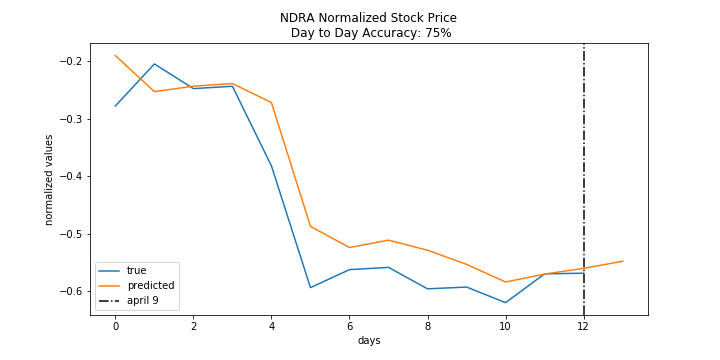 NDRA Normalized Stock Price
Day to Day Accuracy: 75%
normalized values
−0.2
−0.3
−0.4
−0.5
−0.6
true
predicted
april 9
0 2 4 6 8 10 12
days